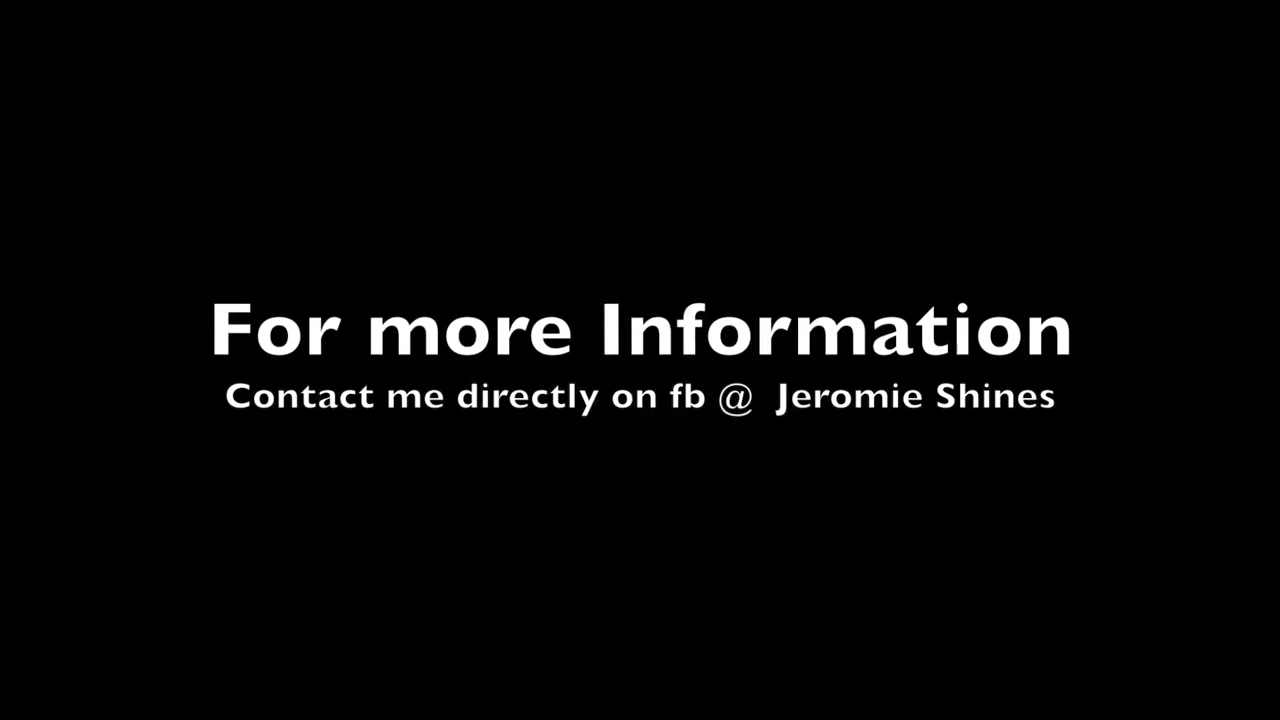 For more Information
Contact me directly on fb @ Jeromie Shines